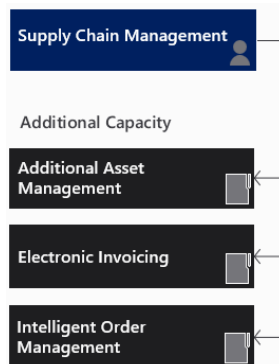 Supply Chain Management
Additional Capacity
Additional Asset
Management
Electronic Invoicing
Intelligent Order
Management